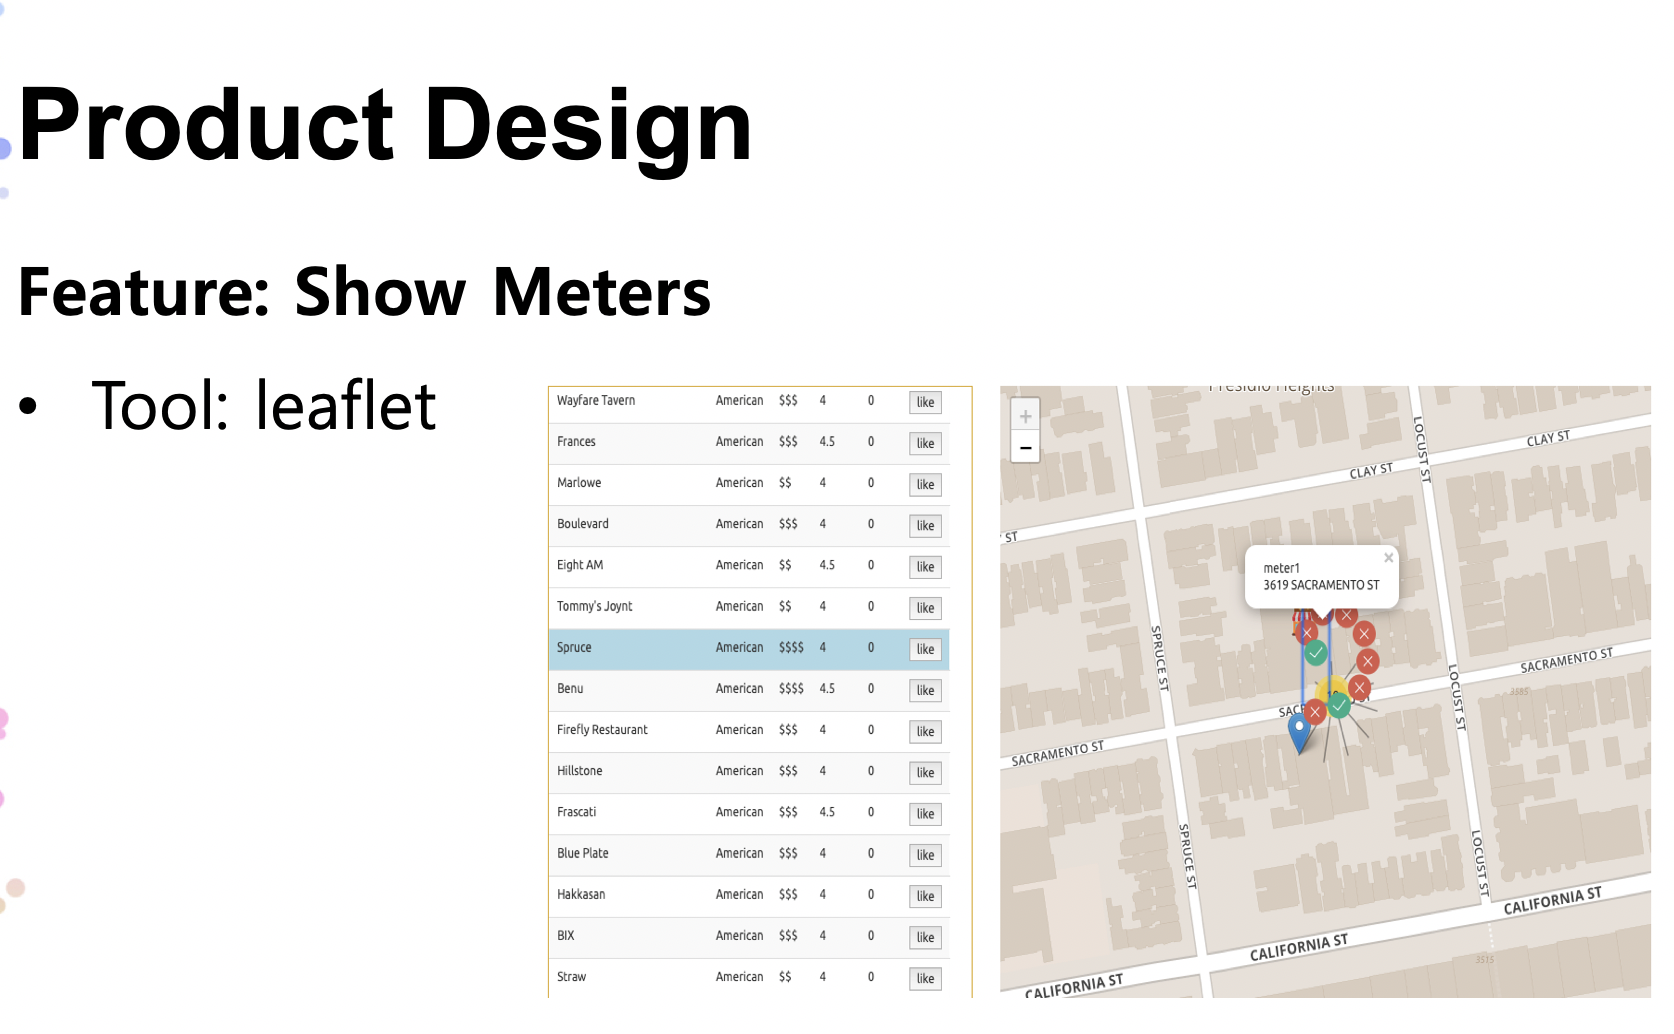 Product Design
Feature: Show Meters
• Tool: leaflet
Wayfare Tavern American $$$ 4 0 like
Frances American $$$ 4.5 0 like
Marlowe American $$ 4 0 like
Boulevard American $$$ 4 0 like
Eight AM American $$ 4.5 0 like
Tommy's Joynt American $$ 4 0 like
Spruce American $$$$ 4 0 like
Benu American $$$$ 4.5 0 like
Firefly Restaurant American $$$ 4 0 like
Hillstone American $$$ 4 0 like
Frascati American $$$ 4.5 0 like
Blue Plate American $$$ 4 0 like
Hakkasan American $$$ 4 0 like
BIX American $$$ 4 0 like
Straw American $$ 4 0 like
Presidio Heights
+
−
CLAY ST
CLAY ST
LOCUST ST
ST
meter1
3619 SACRAMENTO ST
×
SPRUCE ST
SACRAMENTO ST
3585
LOCUST ST
SACRAMENTO ST
SPRUCE ST
LOCUST ST
CALIFORNIA ST
CALIFORNIA ST
3515
CALIFORNIA ST